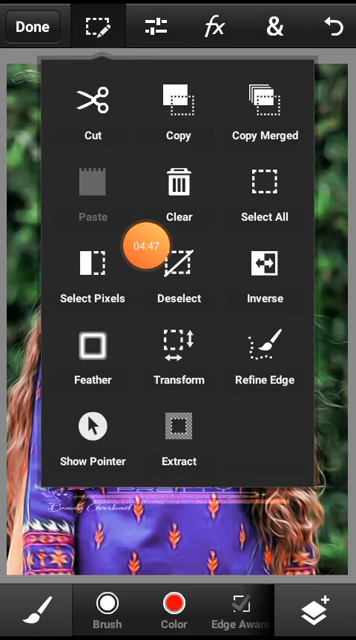 Done
fx
&
Cut
Copy
Copy Merged
Paste
Clear
Select All
04:47
Select Pixels
Deselect
Inverse
Feather
Transform
Refine Edge
Show Pointer
Extract
Brush
Color
Edge Aware